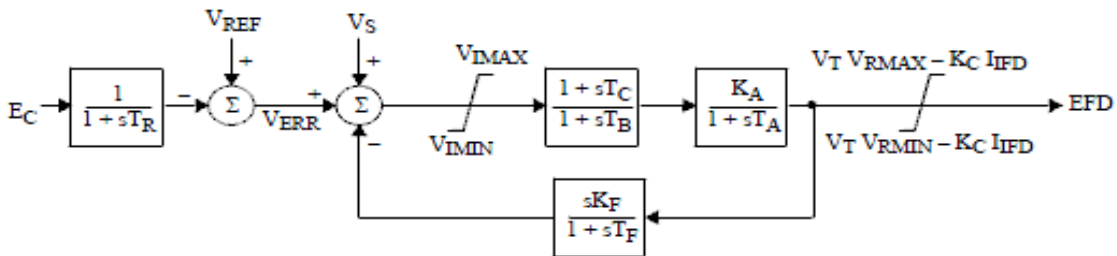 V_REF
V_S
+
+
V_IMAX
V_T V_RMAX – K_C I_IFD
E_C
1
1 + sT_R
–
Σ
V_ERR
+
Σ
–
V_IMIN
1 + sT_C
1 + sT_B
K_A
1 + sT_A
EFD
V_T V_RMIN – K_C I_IFD
sK_F
1 + sT_F